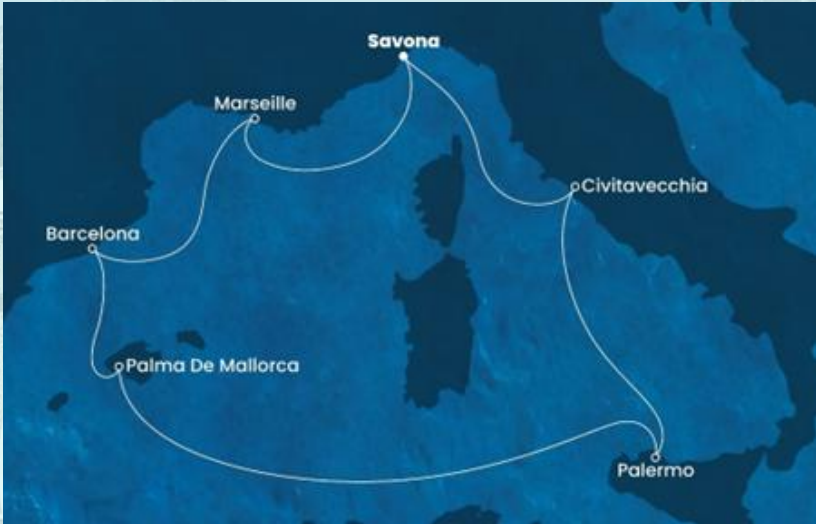 Savona
Marseille
Civitavecchia
Barcelona
Palma De Mallorca
Palermo